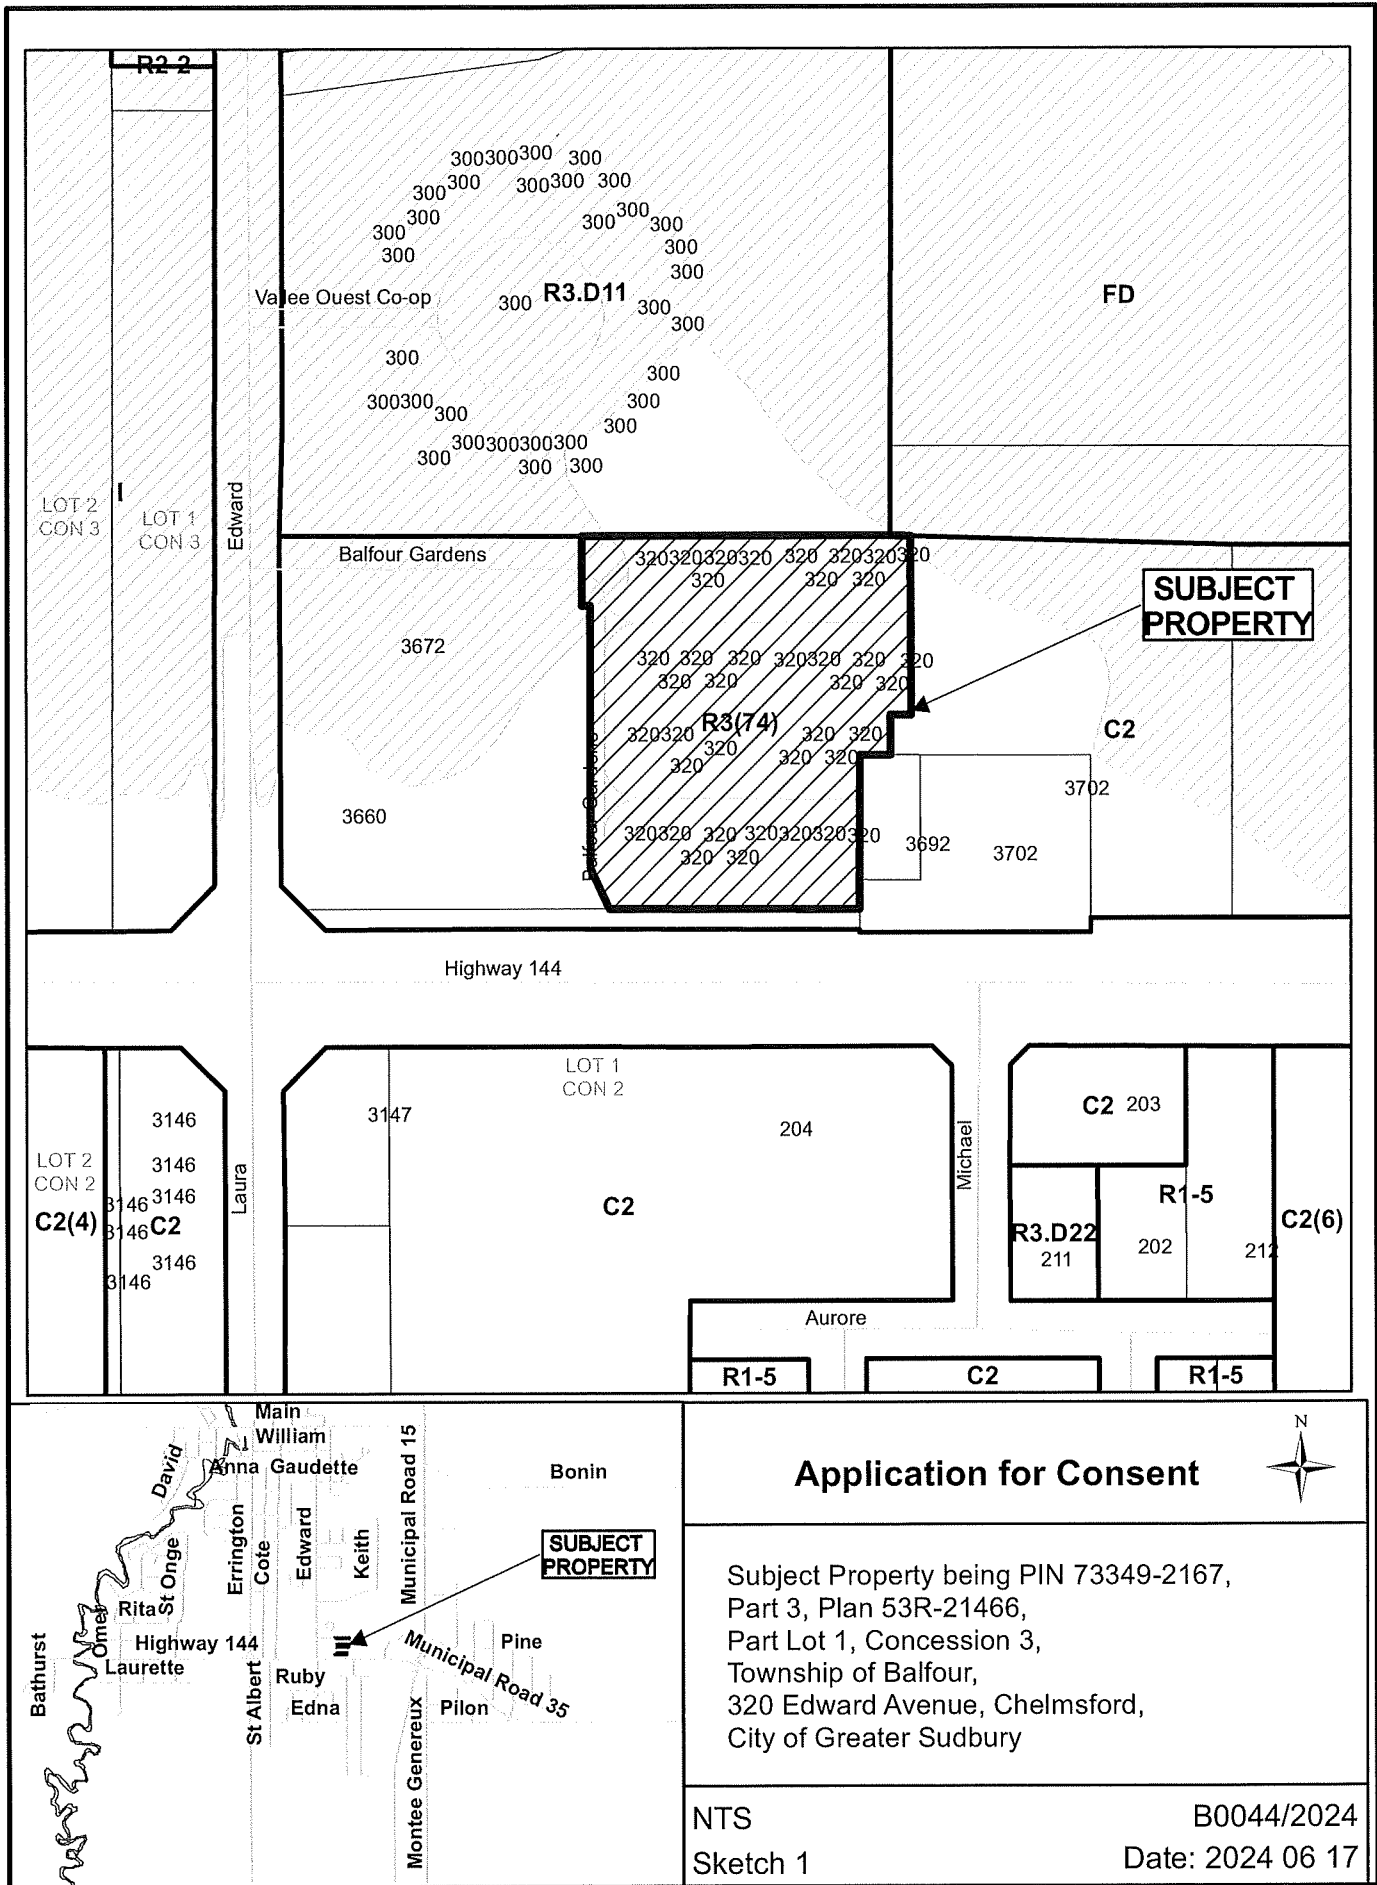 R2-2
300300300 300
300300 300300 300
300 300 300 300
300 300
300 300
Vallee Ouest Co-op 300 R3.D11 300 300
FD
300
300
300300 300 300
300
300 300300300300
300 300
LOT 2
CON 3
LOT 1
CON 3
Edward
Balfour Gardens
320320320320 320 320320320
320 320 320
SUBJECT
PROPERTY
3672
320 320 320 320320 320 320
320 320 320 320
R3(74)
320320 320 320 320
320 320 320
C2
Balfour Gardens
3702
3660
320320 320 320320320320
320 320
3692
3702
Highway 144
LOT 1
CON 2
3146
3147
204
Michael
C2 203
LOT 2
CON 2
3146
Laura
3146 3146
C2(4)
3146 C2
C2
R1-5
C2(6)
R3.D22
211
202
212
3146
3146
Aurore
R1-5
C2
R1-5
Main
William
David
Anna Gaudette
Municipal Road 15
Bonin
Errington
Cote
Edward
Keith
SUBJECT
PROPERTY
St Onge
Rita
Omer
Highway 144
Laurette
Bathurst
St Albert
Ruby
Edna
Municipal Road 35
Pine
Pilon
Montee Genereux
N
Application for Consent
Subject Property being PIN 73349-2167,
Part 3, Plan 53R-21466,
Part Lot 1, Concession 3,
Township of Balfour,
320 Edward Avenue, Chelmsford,
City of Greater Sudbury
NTS
B0044/2024
Sketch 1
Date: 2024 06 17